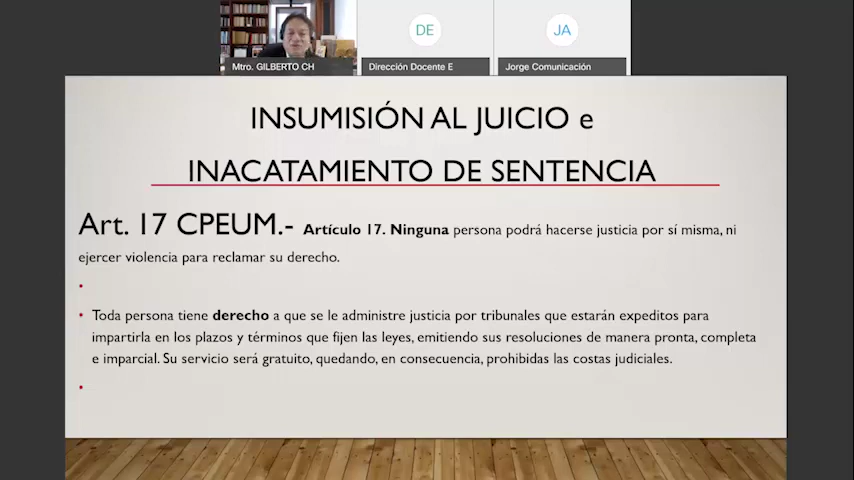 Mtro. GILBERTO CH
DE
Dirección Docente E
JA
Jorge Comunicación
INSUMISIÓN AL JUICIO e
INACATAMIENTO DE SENTENCIA
Art. 17 CPEUM.- Artículo 17. Ninguna persona podrá hacerse justicia por sí misma, ni
ejercer violencia para reclamar su derecho.
•
• Toda persona tiene derecho a que se le administre justicia por tribunales que estarán expeditos para
impartirla en los plazos y términos que fijen las leyes, emitiendo sus resoluciones de manera pronta, completa
e imparcial. Su servicio será gratuito, quedando, en consecuencia, prohibidas las costas judiciales.
•